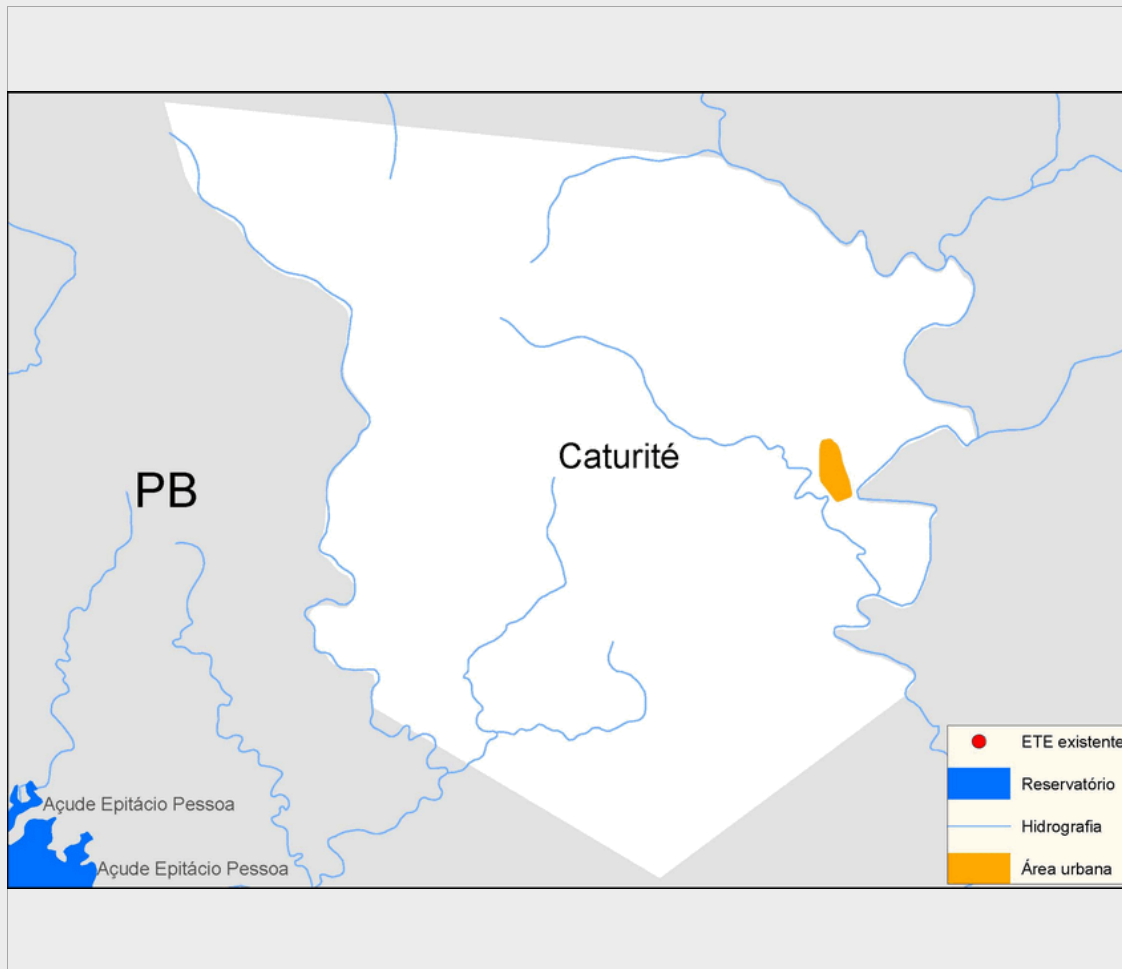 Caturité
PB
Açude Epitácio Pessoa
Açude Epitácio Pessoa
ETE existente
Reservatório
Hidrografia
Área urbana